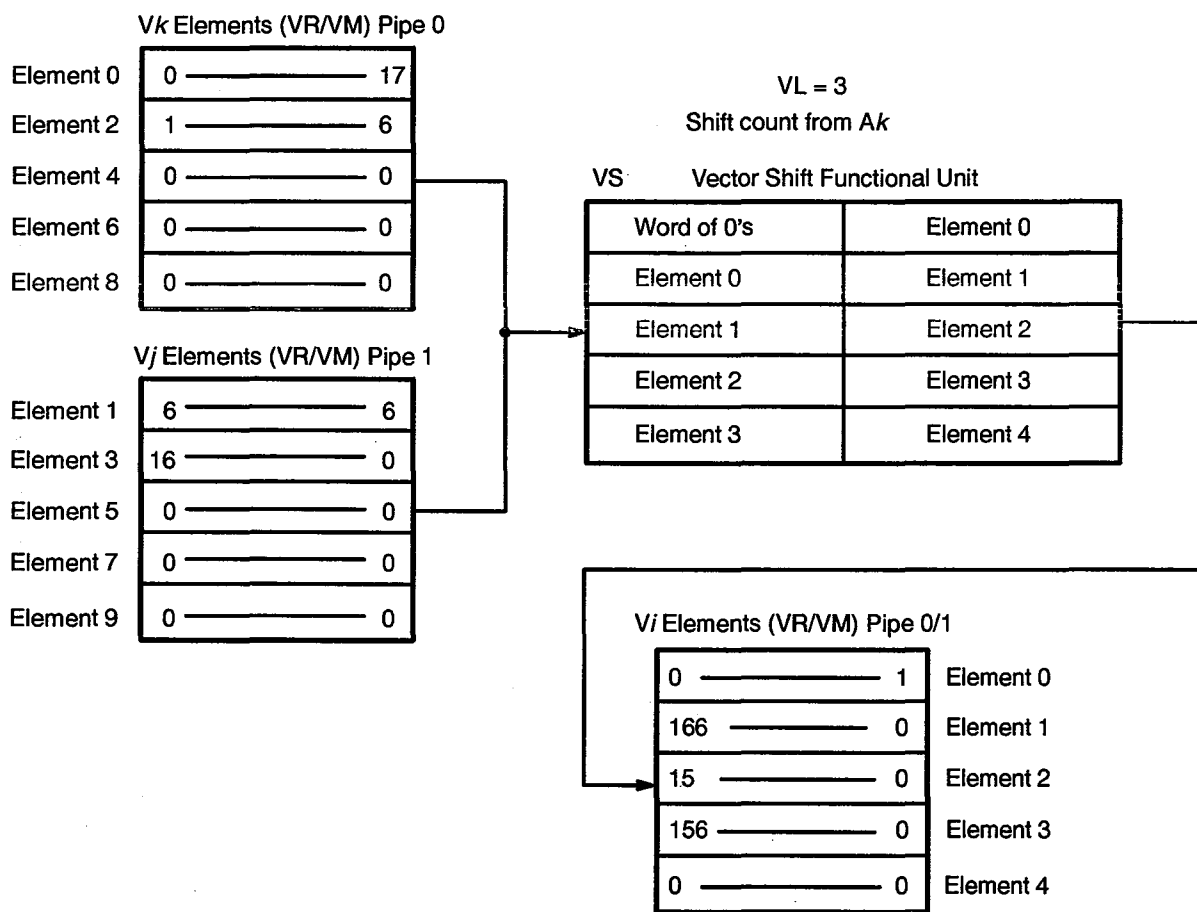 Vk Elements (VR/VM) Pipe 0
Element 0 0 17
Element 2 1 6
Element 4 0 0
Element 6 0 0
Element 8 0 0
VL = 3
Shift count from Ak
VS Vector Shift Functional Unit
Word of 0's Element 0
Element 0 Element 1
Element 1 Element 2
Element 2 Element 3
Element 3 Element 4
Vj Elements (VR/VM) Pipe 1
Element 1 6 6
Element 3 16 0
Element 5 0 0
Element 7 0 0
Element 9 0 0
Vi Elements (VR/VM) Pipe 0/1
0 1 Element 0
166 0 Element 1
15 0 Element 2
156 0 Element 3
0 0 Element 4